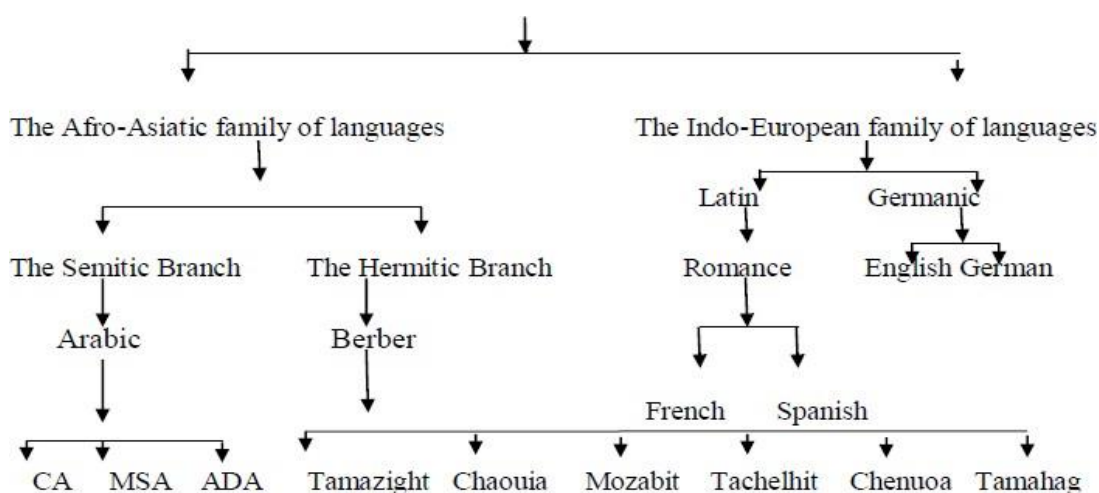 The Afro-Asiatic family of languages The Indo-European family of languages
Latin Germanic
The Semitic Branch The Hermitic Branch Romance English German
Arabic Berber
French Spanish
CA MSA ADA Tamazight Chaouia Mozabit Tachelhit Chenuoa Tamahag